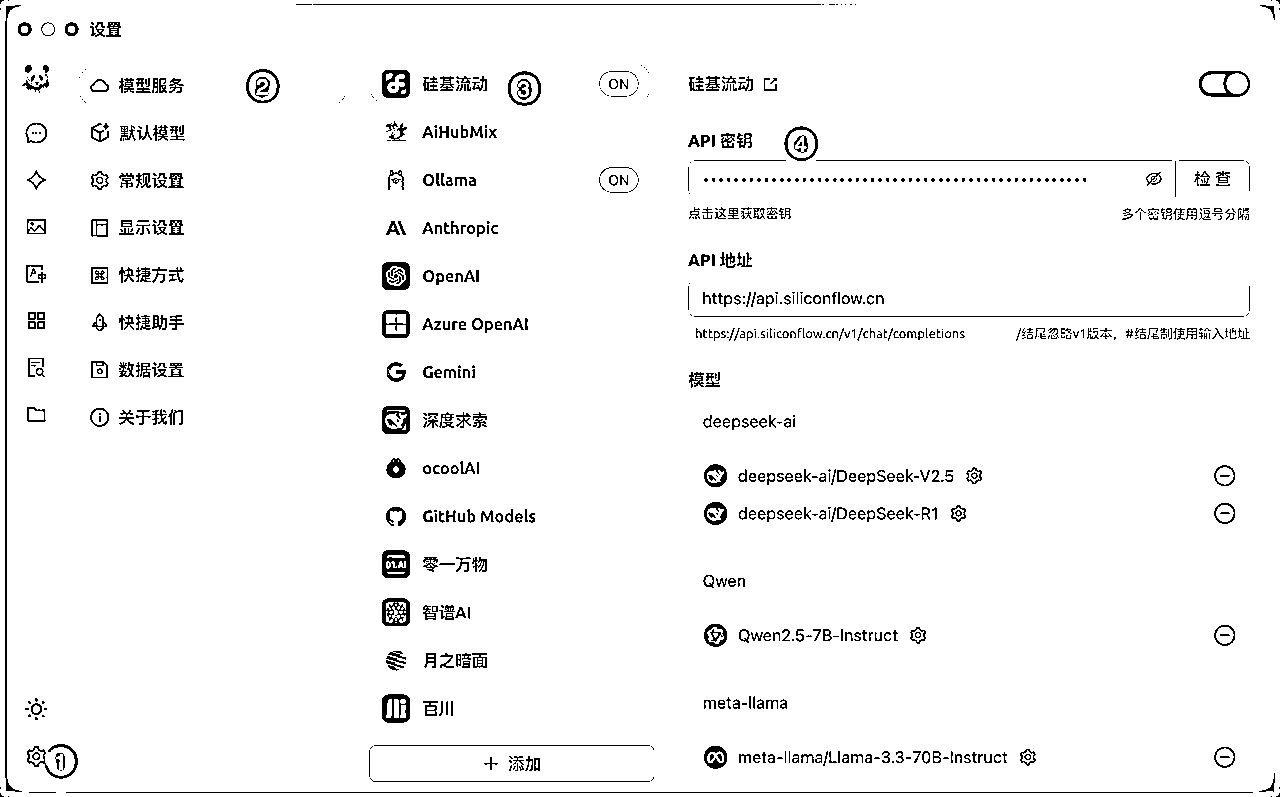 设置
模型服务
②
默认模型
常规设置
显示设置
快捷方式
快捷助手
数据设置
关于我们
①
硅基流动
③
ON
AiHubMix
Ollama
ON
Anthropic
OpenAI
Azure OpenAI
Gemini
深度求索
ocoolAI
GitHub Models
零一万物
智谱AI
月之暗面
百川
+ 添加
硅基流动
API 密钥
④
检 查
点击这里获取密钥
多个密钥使用逗号分隔
API 地址
https://api.siliconflow.cn
https://api.siliconflow.cn/v1/chat/completions
/结尾忽略v1版本，#结尾制使用输入地址
模型
deepseek-ai
deepseek-ai/DeepSeek-V2.5
deepseek-ai/DeepSeek-R1
Qwen
Qwen2.5-7B-Instruct
meta-llama
meta-llama/Llama-3.3-70B-Instruct